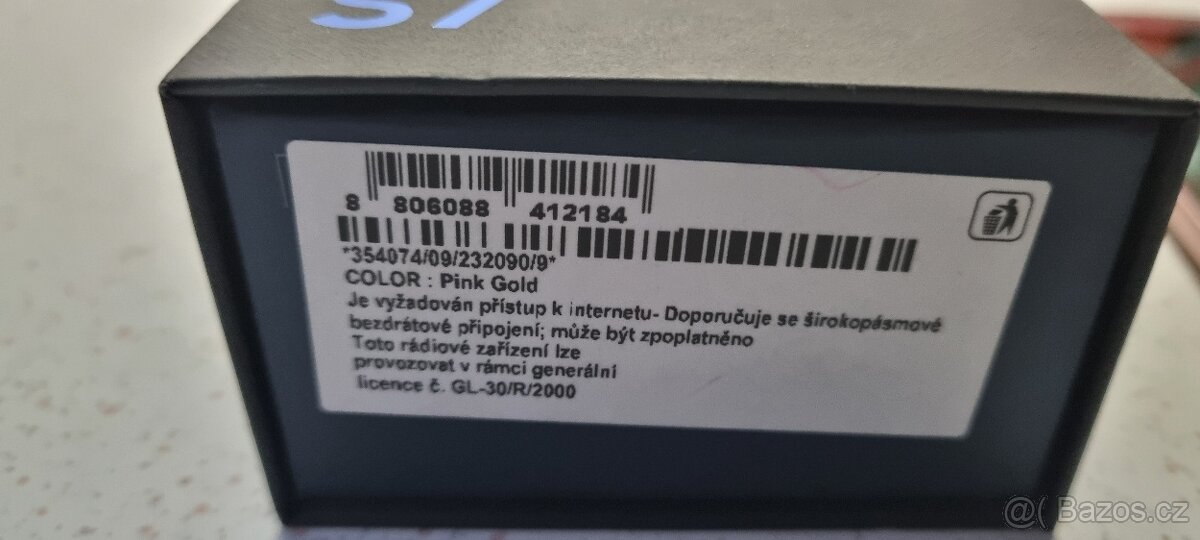 S7
8 806088 412184
*354074/09/232090/9*
COLOR : Pink Gold
Je vyžadován přístup k internetu- Doporučuje se širokopásmové
bezdrátové připojení; může být zpoplatněno
Toto rádiové zařízení lze
provozovat v rámci generální
licence č. GL-30/R/2000
@( Bazos.cz